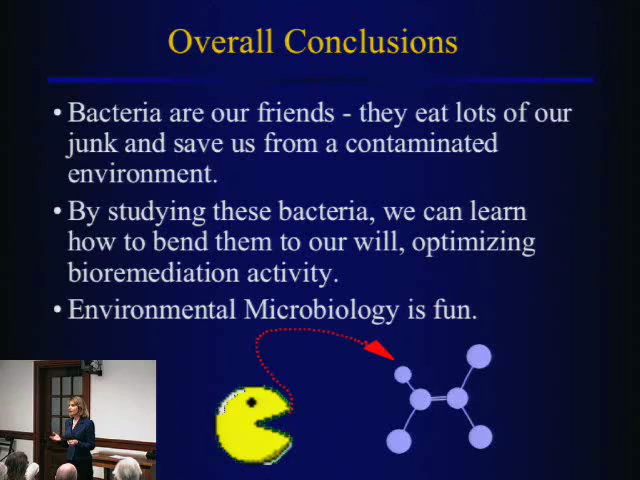 Overall Conclusions
• Bacteria are our friends - they eat lots of our
junk and save us from a contaminated
environment.
• By studying these bacteria, we can learn
how to bend them to our will, optimizing
bioremediation activity.
• Environmental Microbiology is fun.